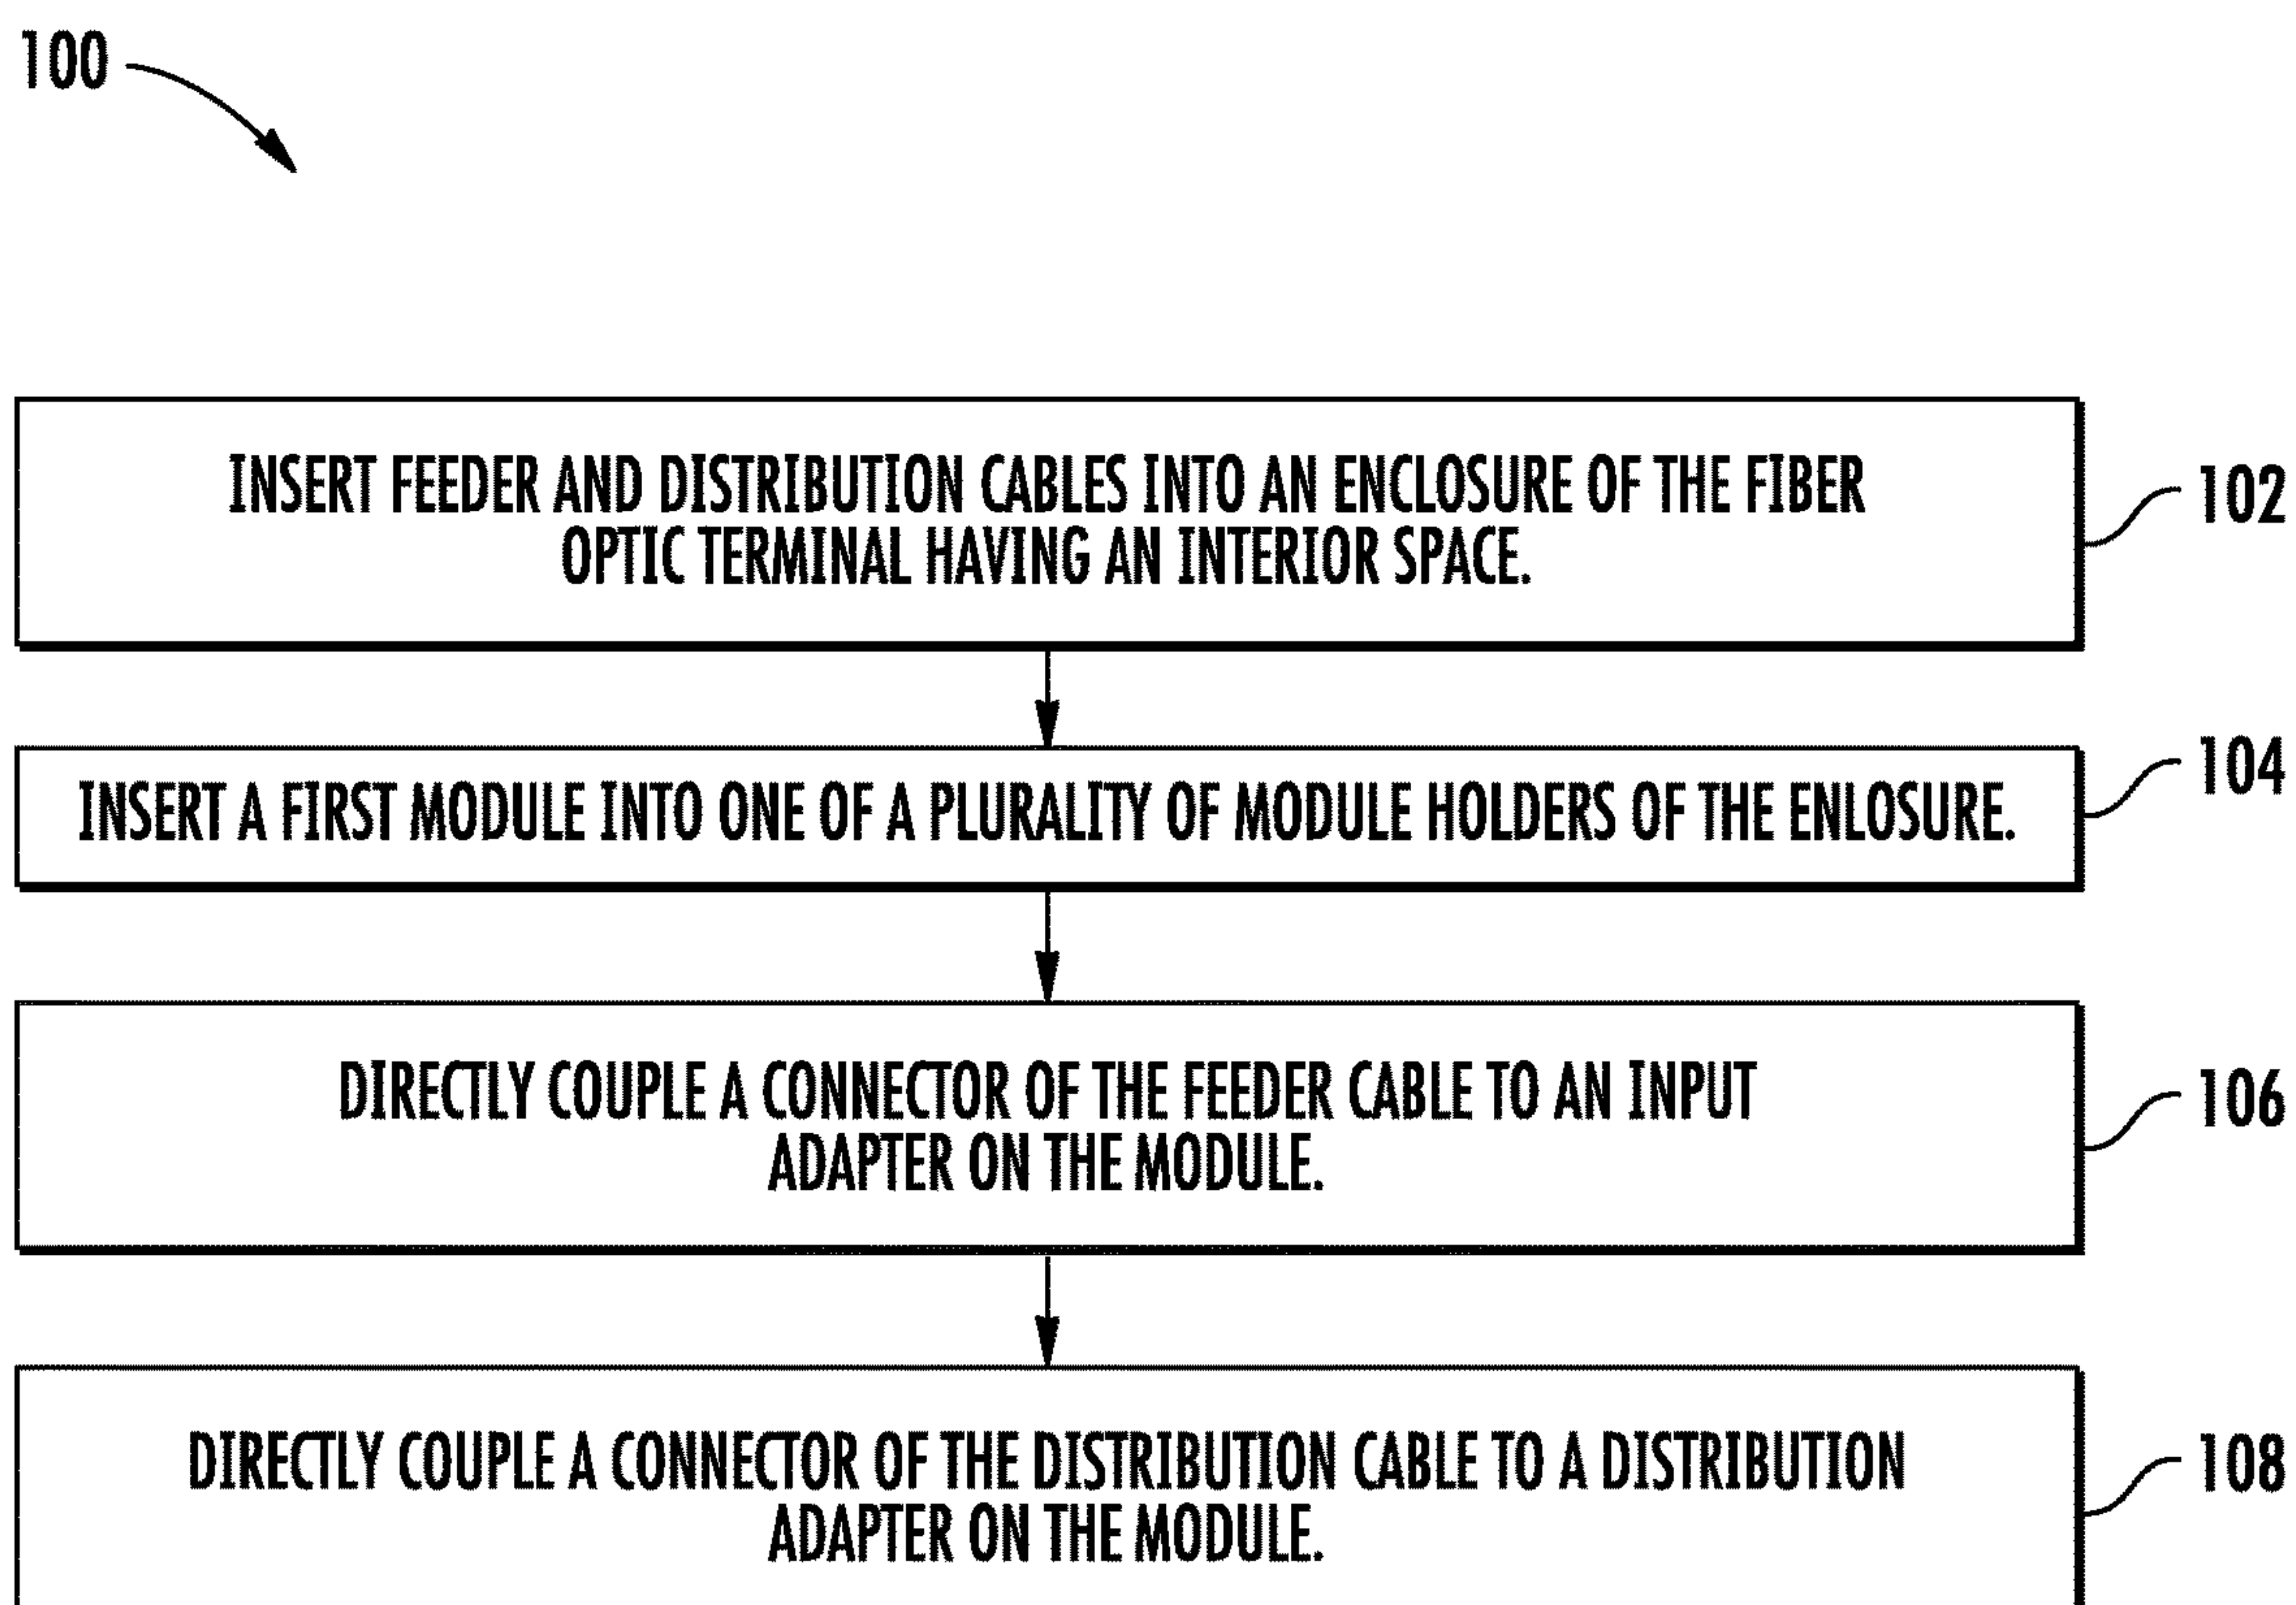 100
INSERT FEEDER AND DISTRIBUTION CABLES INTO AN ENCLOSURE OF THE FIBER
OPTIC TERMINAL HAVING AN INTERIOR SPACE.
102
INSERT A FIRST MODULE INTO ONE OF A PLURALITY OF MODULE HOLDERS OF THE ENLOSURE.
104
DIRECTLY COUPLE A CONNECTOR OF THE FEEDER CABLE TO AN INPUT
ADAPTER ON THE MODULE.
106
DIRECTLY COUPLE A CONNECTOR OF THE DISTRIBUTION CABLE TO A DISTRIBUTION
ADAPTER ON THE MODULE.
108